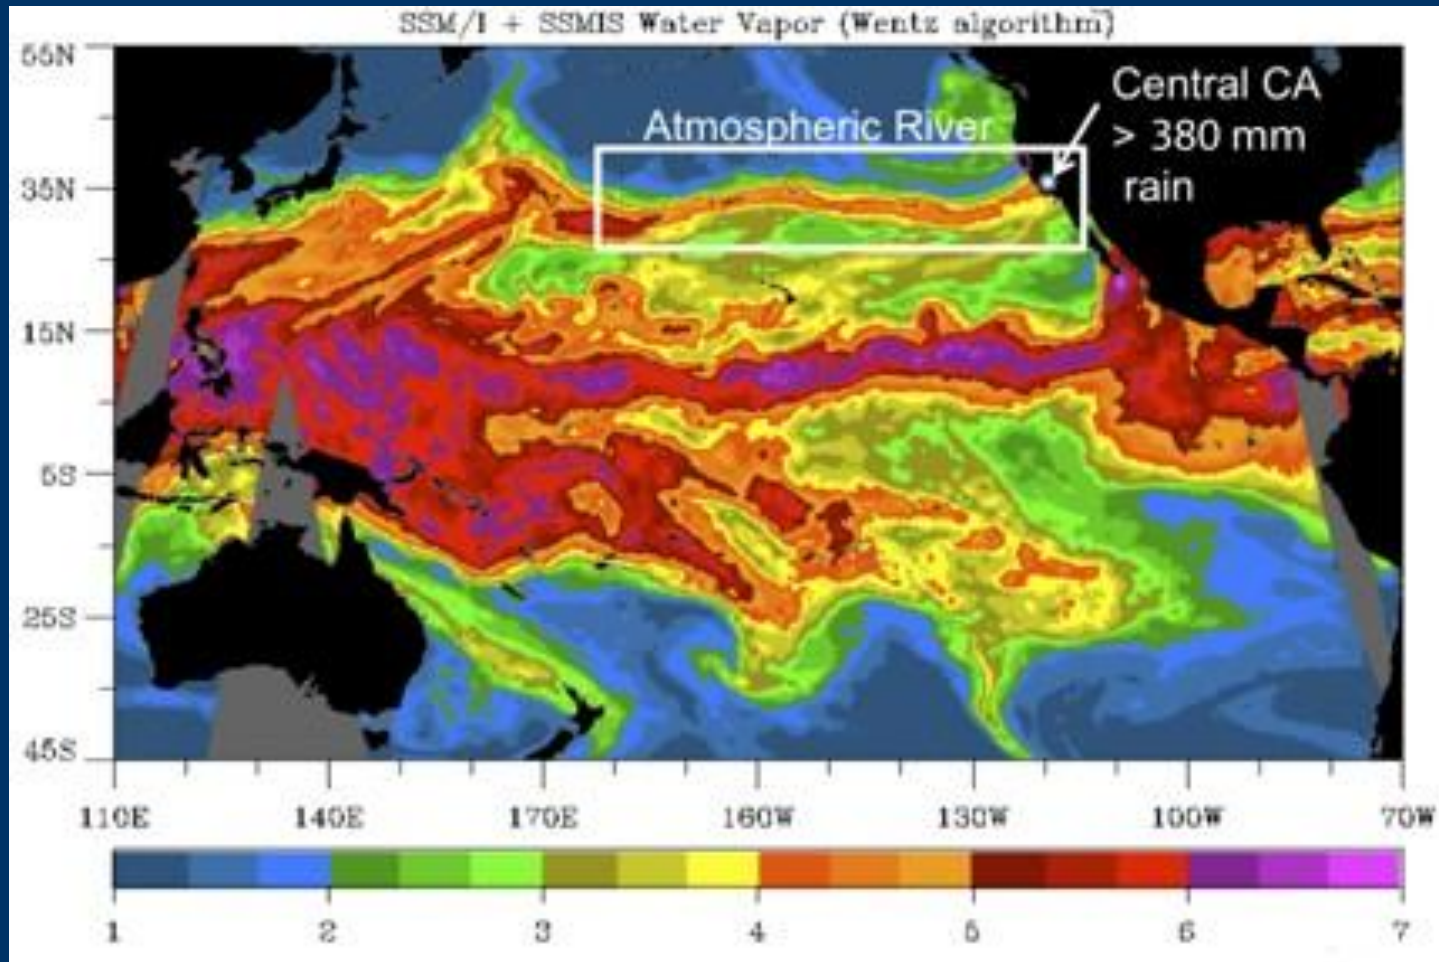 SSM/I + SSMIS Water Vapor (Wentz algorithm)
55N
Central CA
> 380 mm
rain
Atmospheric River
35N
15N
5S
25S
45S
110E 140E 170E 160W 130W 100W 70W
1 2 3 4 5 6 7